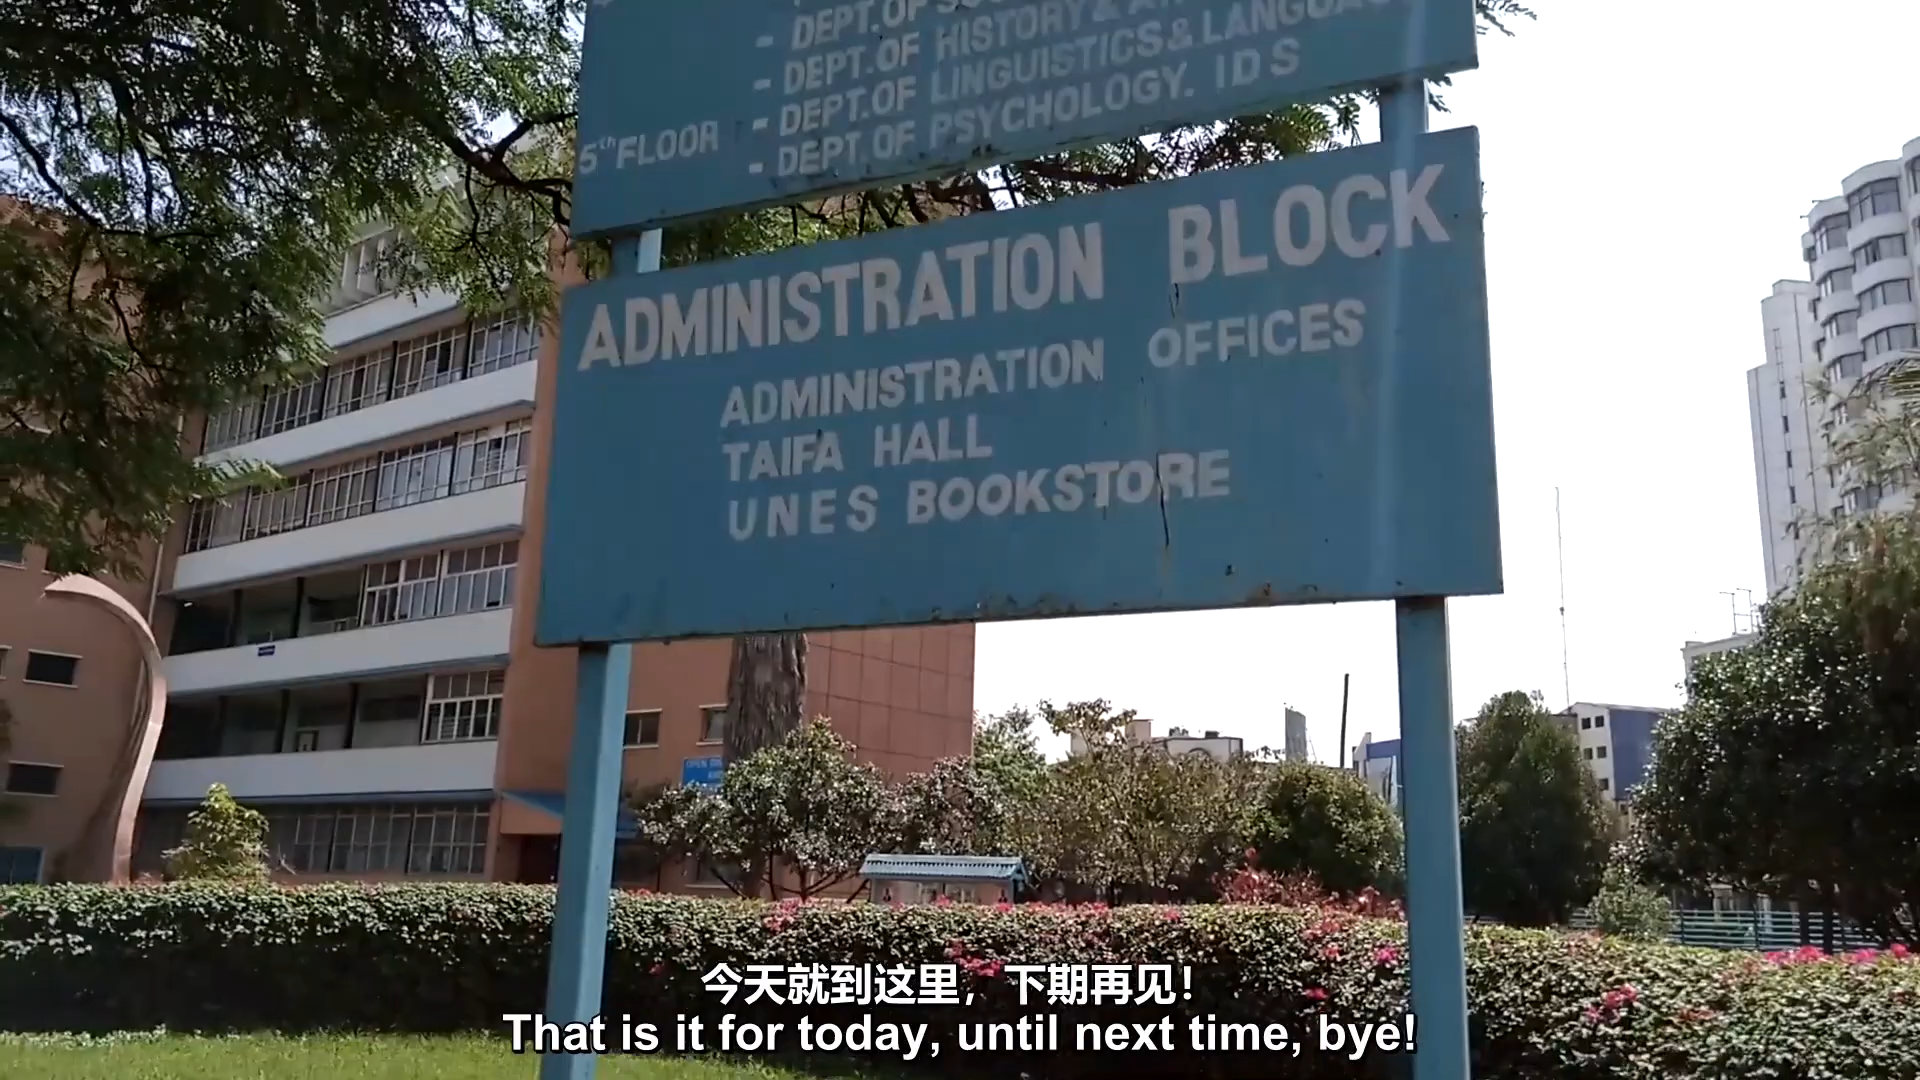 - DEPT. OF
- DEPT. OF HISTORY &
- DEPT. OF LINGUISTICS & LANGUAG
5th FLOOR - DEPT. OF PSYCHOLOGY. IDS
ADMINISTRATION BLOCK
ADMINISTRATION OFFICES
TAIFA HALL
UNES BOOKSTORE
今天就到这里，下期再见！
That is it for today, until next time, bye!